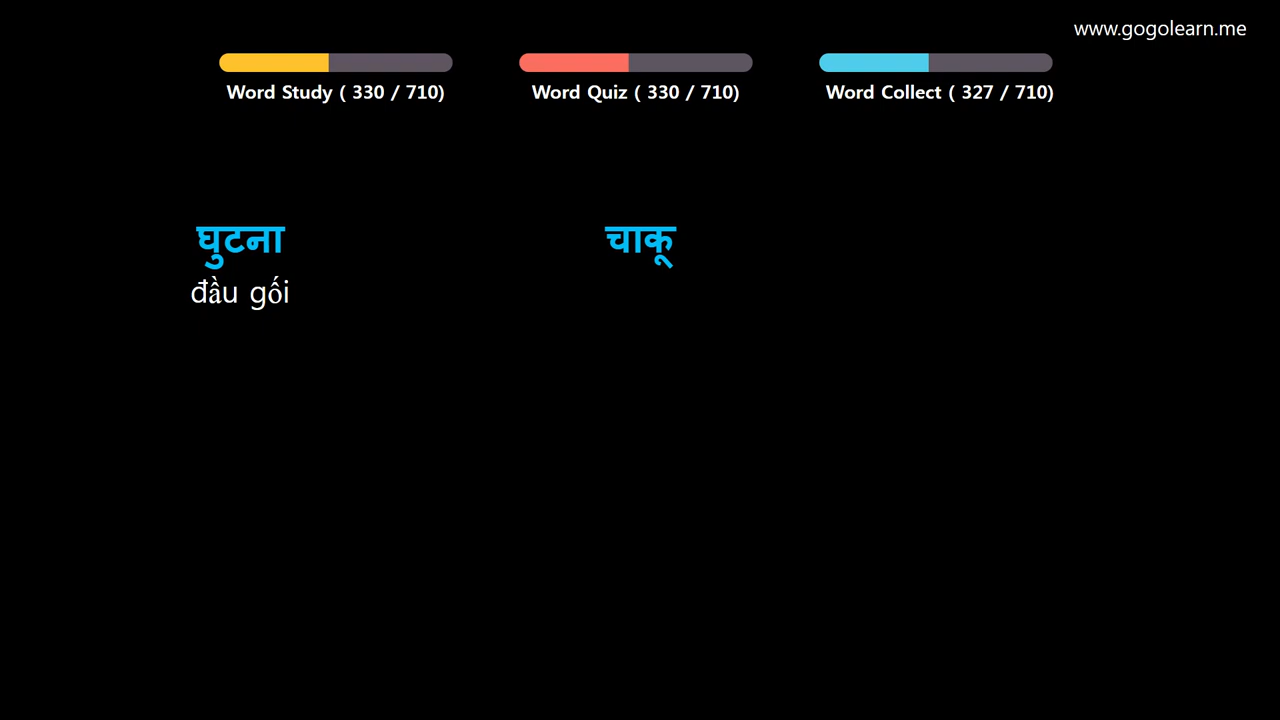 www.gogolearn.me
Word Study ( 330 / 710)
Word Quiz ( 330 / 710)
Word Collect ( 327 / 710)
घुटना
đầu gối
चाकू